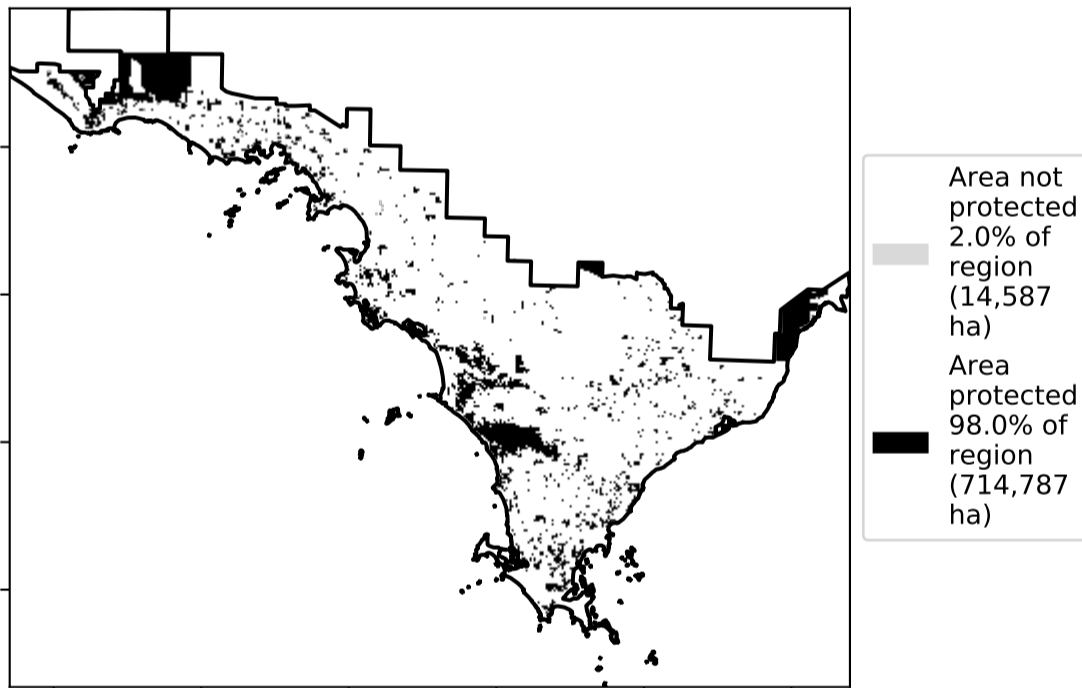 Area not
protected
2.0% of
region
(14,587
ha)
Area
protected
98.0% of
region
(714,787
ha)